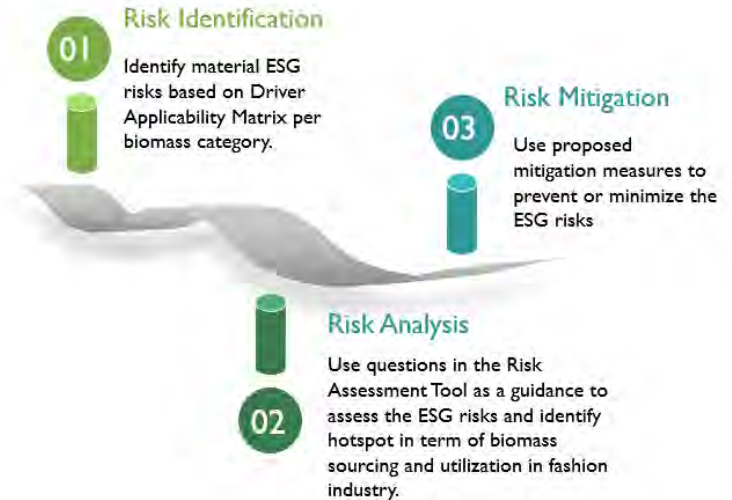 01
Risk Identification
Identify material ESG
risks based on Driver
Applicability Matrix per
biomass category.
02
Risk Analysis
Use questions in the Risk
Assessment Tool as a guidance to
assess the ESG risks and identify
hotspot in term of biomass
sourcing and utilization in fashion
industry.
03
Risk Mitigation
Use proposed
mitigation measures to
prevent or minimize the
ESG risks